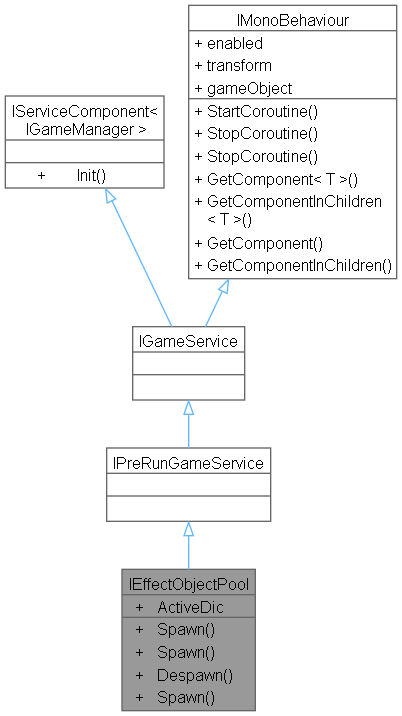 IMonoBehaviour
+ enabled
+ transform
+ gameObject
+ StartCoroutine()
+ StopCoroutine()
+ StopCoroutine()
+ GetComponent< T >()
+ GetComponentInChildren
< T >()
+ GetComponent()
+ GetComponentInChildren()
IServiceComponent<
IGameManager >
+ Init()
IGameService
IPreRunGameService
IEffectObjectPool
+ ActiveDic
+ Spawn()
+ Spawn()
+ Despawn()
+ Spawn()